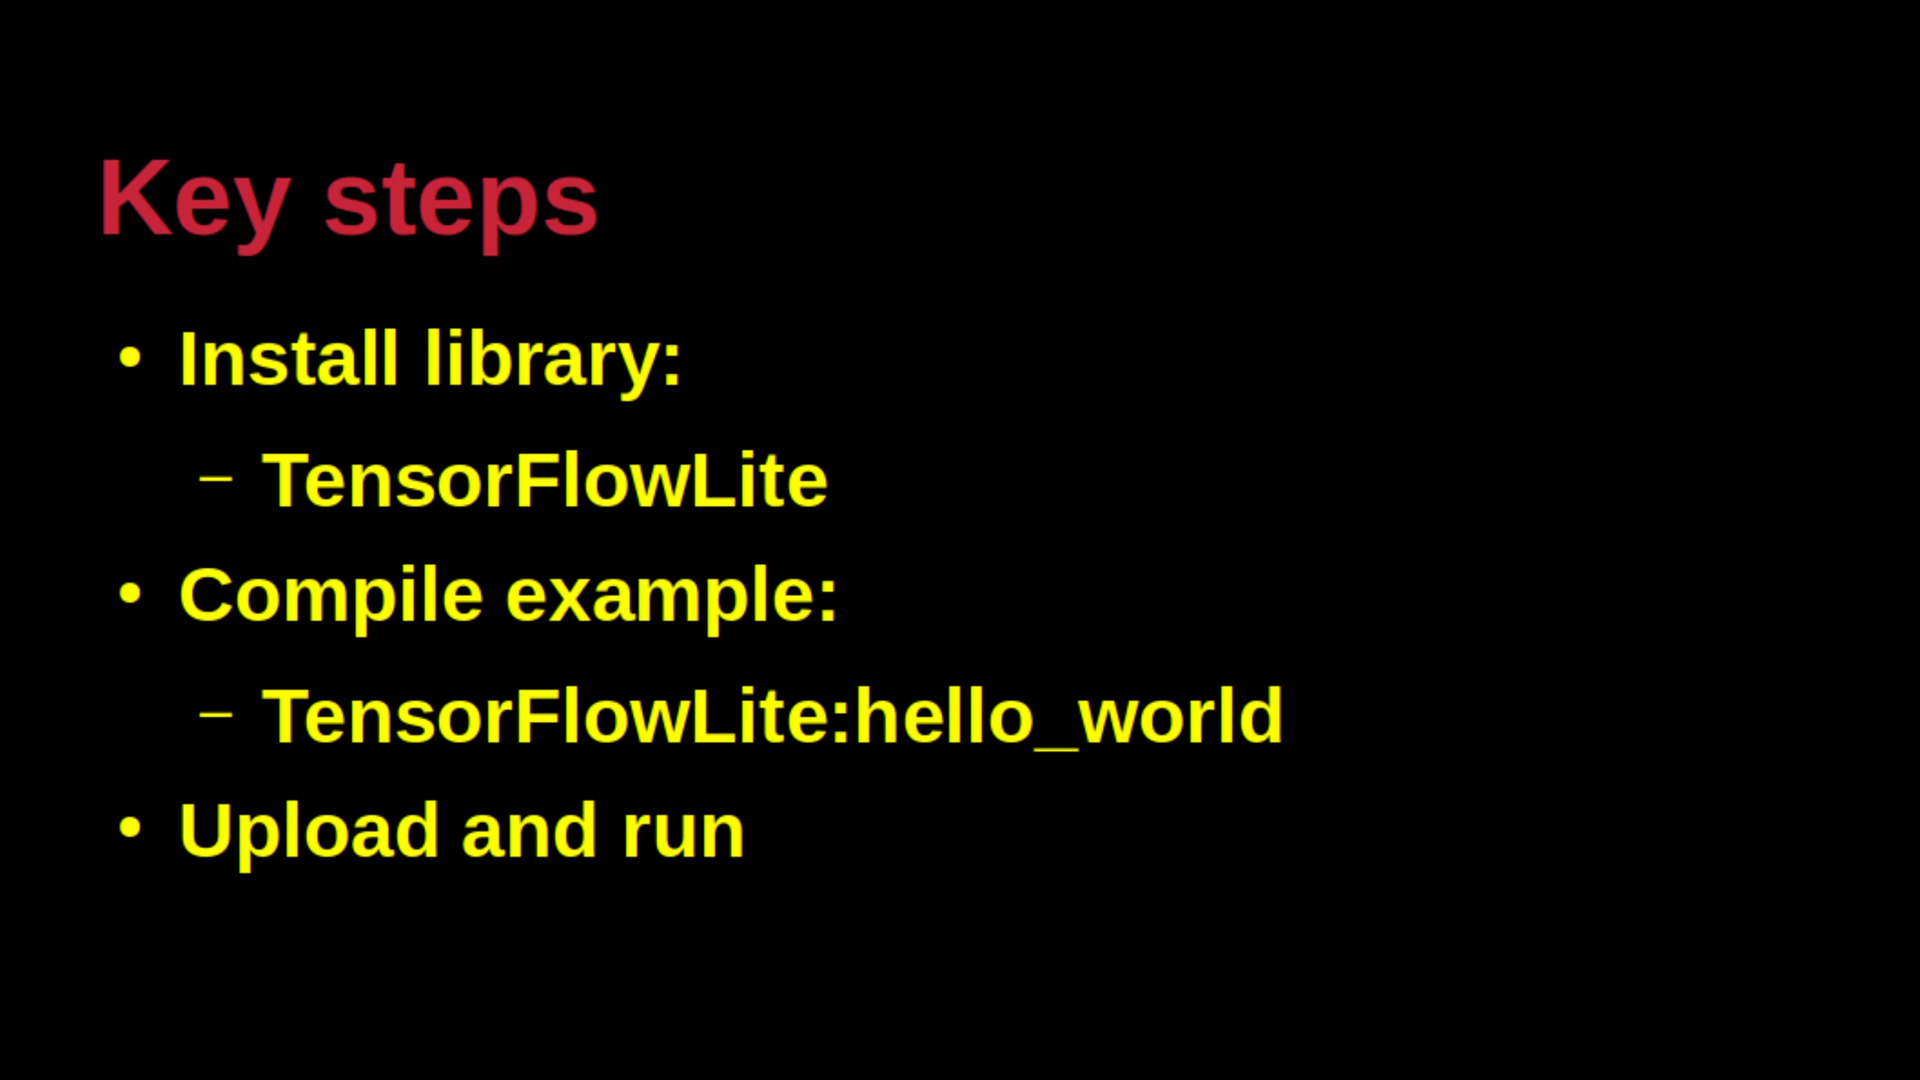 Key steps
• Install library:
– TensorFlowLite
• Compile example:
– TensorFlowLite:hello_world
• Upload and run